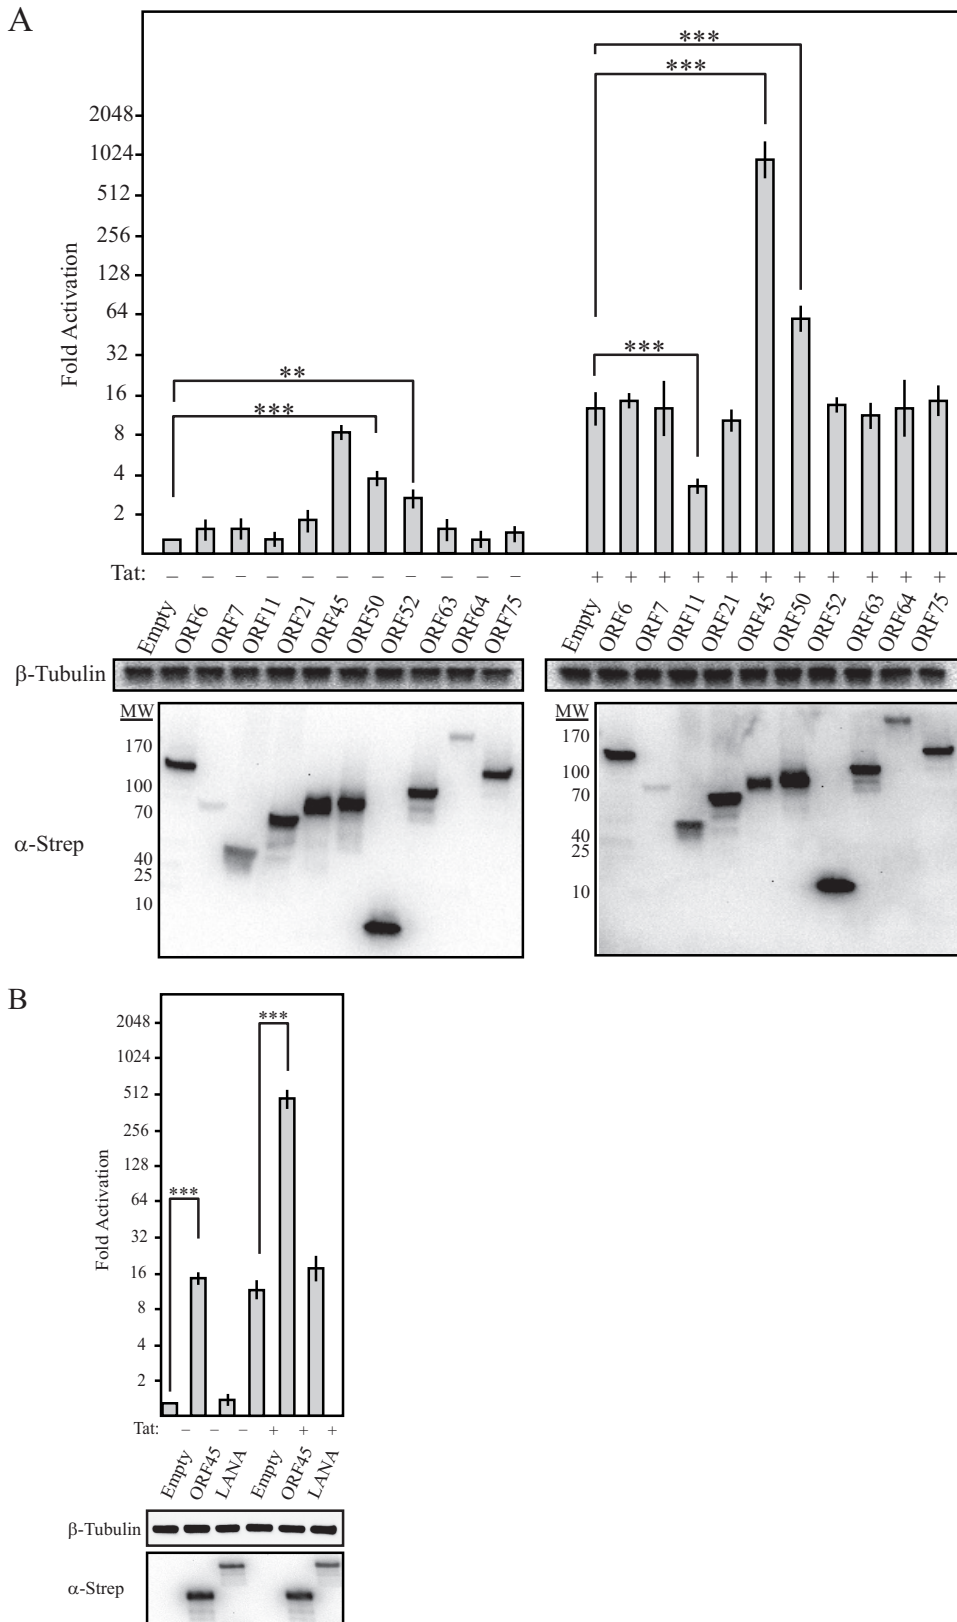 A
***
***
2048
1024
512
256
128
64
32
16
8
4
2
Fold Activation
***
**
***
Tat: – – – – – – – – – – – + + + + + + + + + + +
Empty ORF6 ORF7 ORF11 ORF21 ORF45 ORF50 ORF52 ORF63 ORF64 ORF75 Empty ORF6 ORF7 ORF11 ORF21 ORF45 ORF50 ORF52 ORF63 ORF64 ORF75
β-Tubulin
MW
170
100
70
40
25
10
α-Strep
MW
170
100
70
40
25
10
B
2048
1024
512
256
128
64
32
16
8
4
2
Fold Activation
***
***
Tat: – – – + + +
Empty ORF45 LANA Empty ORF45 LANA
β-Tubulin
α-Strep